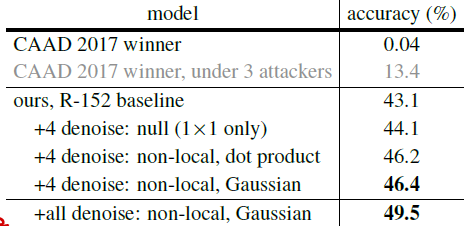 model accuracy (%)
CAAD 2017 winner 0.04
CAAD 2017 winner, under 3 attackers 13.4
ours, R-152 baseline 43.1
+4 denoise: null (1×1 only) 44.1
+4 denoise: non-local, dot product 46.2
+4 denoise: non-local, Gaussian 46.4
+all denoise: non-local, Gaussian 49.5